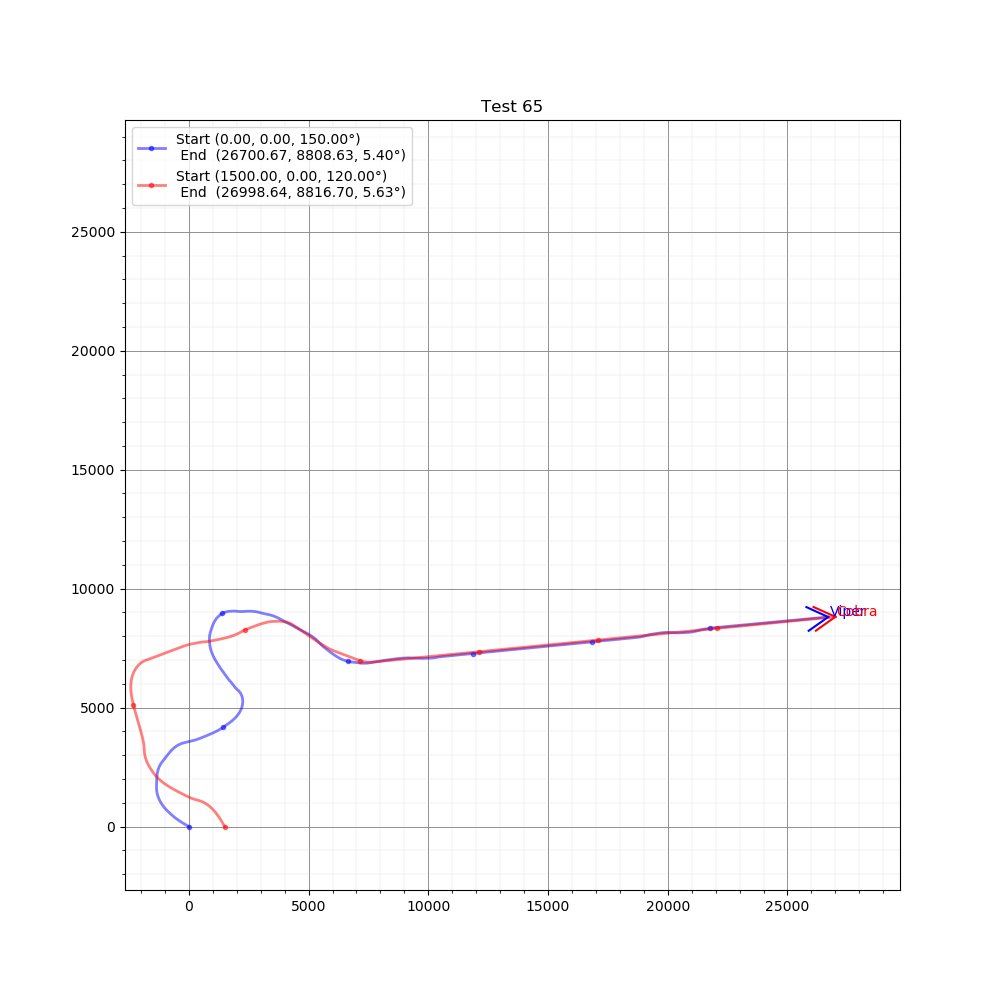 Test 65
Start (0.00, 0.00, 150.00°)
End (26700.67, 8808.63, 5.40°)
Start (1500.00, 0.00, 120.00°)
End (26998.64, 8816.70, 5.63°)
25000
20000
15000
10000
5000
0
Viper
Cobra
0 5000 10000 15000 20000 25000